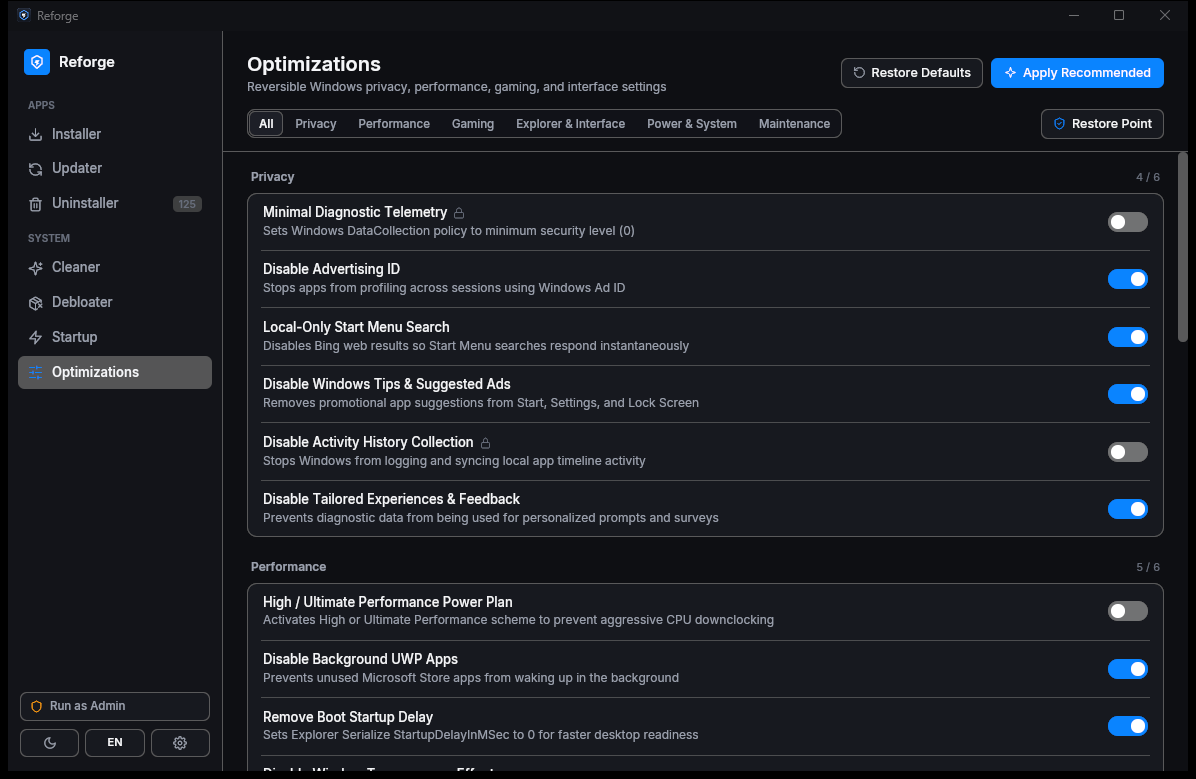 Reforge
Reforge
APPS
Installer
Updater
Uninstaller 125
SYSTEM
Cleaner
Debloater
Startup
Optimizations
Run as Admin
EN
Optimizations
Reversible Windows privacy, performance, gaming, and interface settings
Restore Defaults
Apply Recommended
All Privacy Performance Gaming Explorer & Interface Power & System Maintenance
Restore Point
Privacy 4 / 6
Minimal Diagnostic Telemetry
Sets Windows DataCollection policy to minimum security level (0)
Disable Advertising ID
Stops apps from profiling across sessions using Windows Ad ID
Local-Only Start Menu Search
Disables Bing web results so Start Menu searches respond instantaneously
Disable Windows Tips & Suggested Ads
Removes promotional app suggestions from Start, Settings, and Lock Screen
Disable Activity History Collection
Stops Windows from logging and syncing local app timeline activity
Disable Tailored Experiences & Feedback
Prevents diagnostic data from being used for personalized prompts and surveys
Performance 5 / 6
High / Ultimate Performance Power Plan
Activates High or Ultimate Performance scheme to prevent aggressive CPU downclocking
Disable Background UWP Apps
Prevents unused Microsoft Store apps from waking up in the background
Remove Boot Startup Delay
Sets Explorer Serialize StartupDelayInMSec to 0 for faster desktop readiness